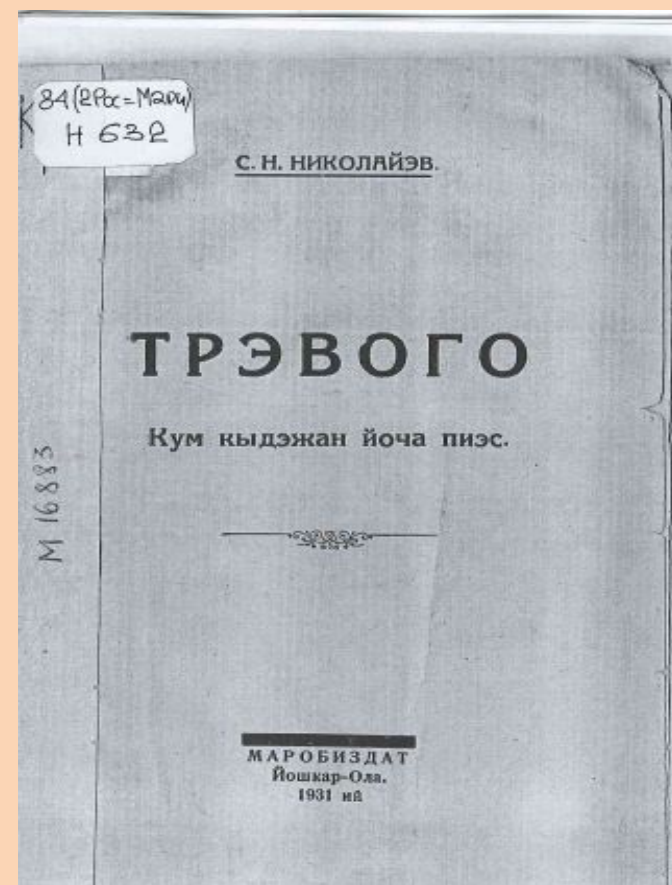 84(2Рос=Мари)
Н 632
С. Н. НИКОЛАЙЭВ.
ТРЭВОГО
Кум кыдэжан йоча пиэс.
М 16883
МАРОБИЗДАТ
Йошкар-Ола.
1931 ий